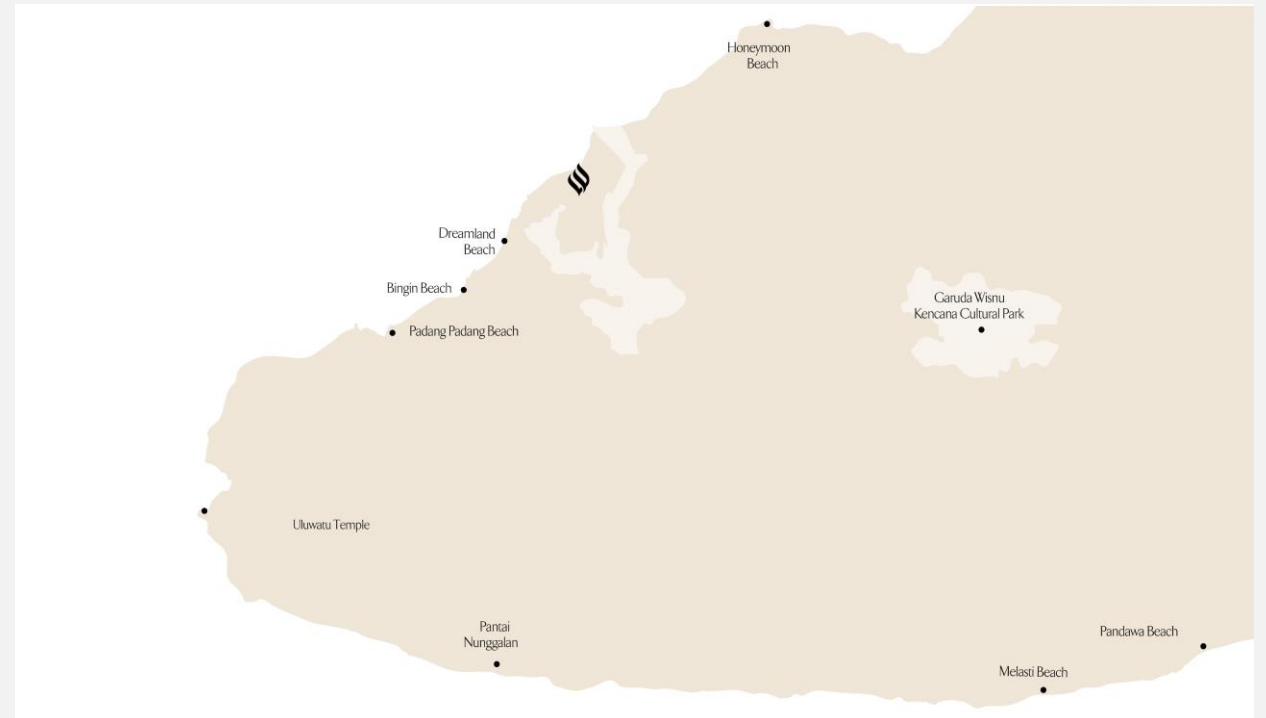 Honeymoon
Beach
Dreamland
Beach
Bingin Beach
Padang Padang Beach
Garuda Wisnu
Kencana Cultural Park
Uluwatu Temple
Pantai
Nunggalan
Pandawa Beach
Melasti Beach